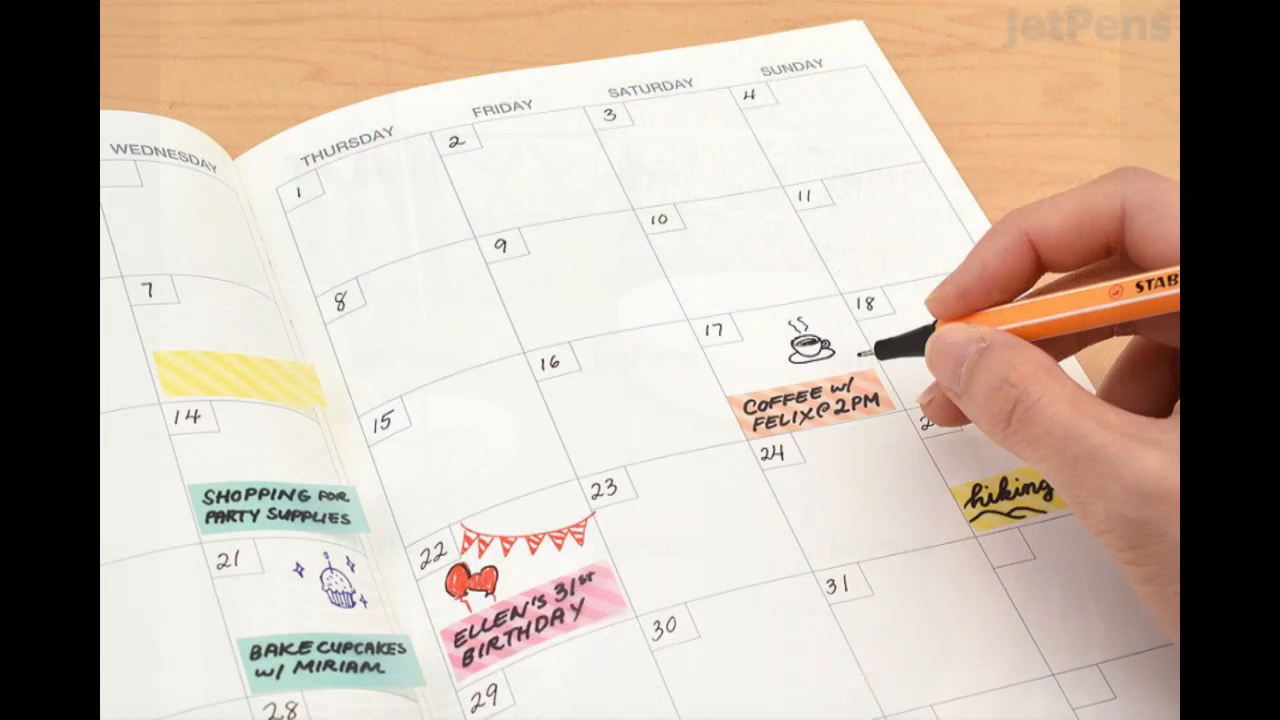 JetPens
WEDNESDAY
THURSDAY
FRIDAY
SATURDAY
SUNDAY
1
2
3
4
7
8
9
10
11
14
15
16
17
18
COFFEE W/
FELIX @ 2PM
STAB
SHOPPING FOR
PARTY SUPPLIES
21
22
23
24
hiking
BAKE CUPCAKES
W/ MIRIAM
ELLEN'S 31ST
BIRTHDAY
28
29
30
31